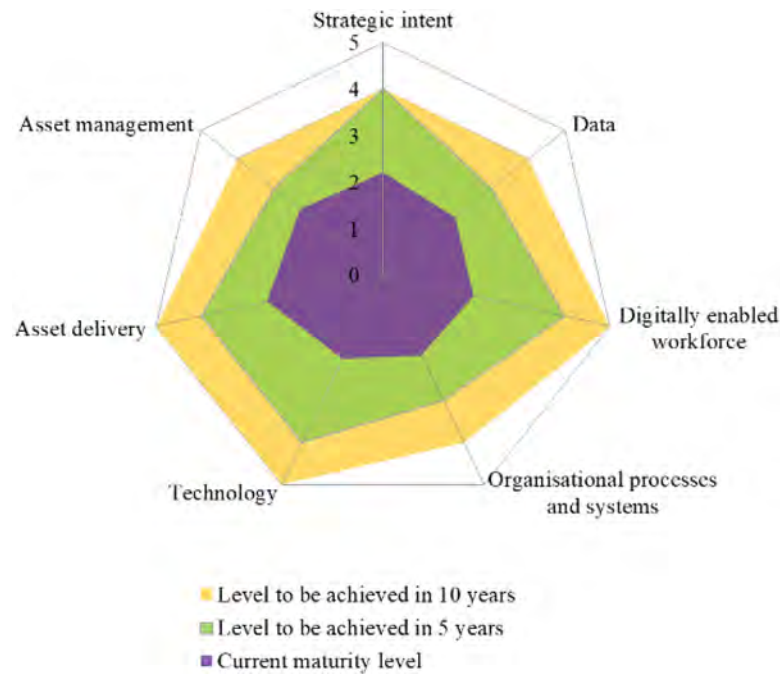 Strategic intent
5
4
3
2
1
0
Data
Digitally enabled
workforce
Organisational processes
and systems
Technology
Asset delivery
Asset management
Level to be achieved in 10 years
Level to be achieved in 5 years
Current maturity level